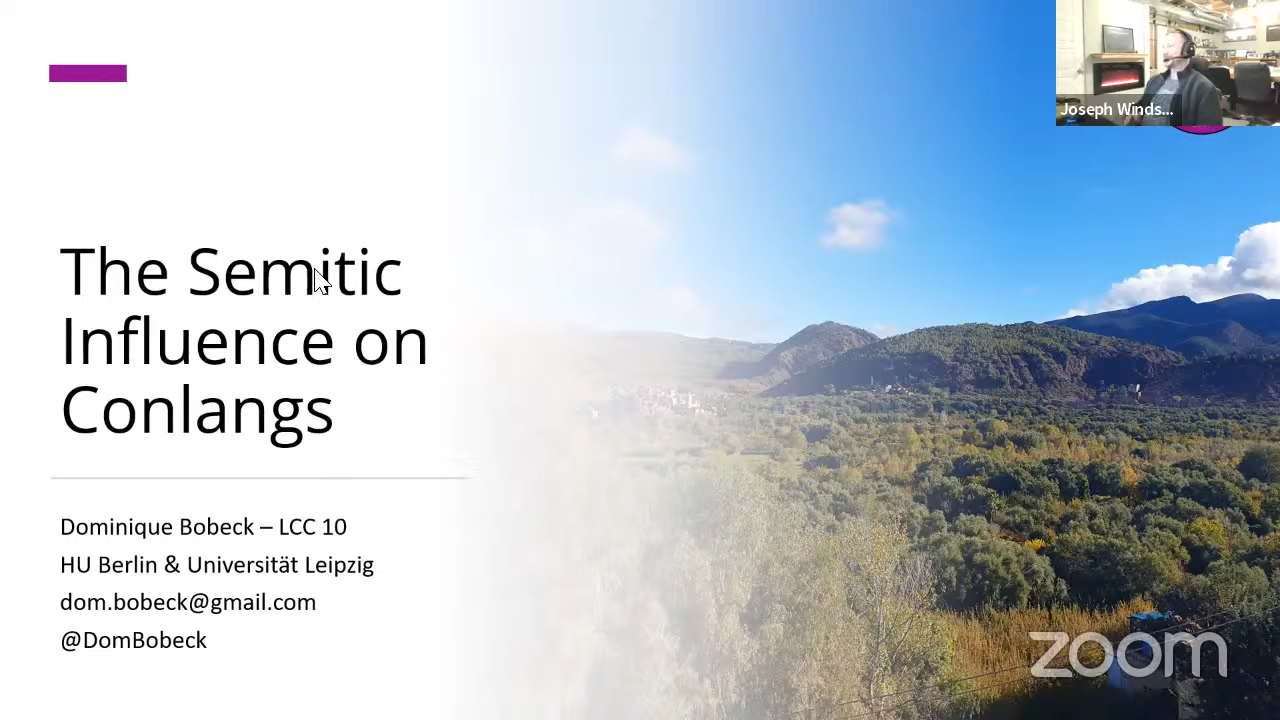 Joseph Winds...
The Semitic
Influence on
Conlangs
Dominique Bobeck – LCC 10
HU Berlin & Universität Leipzig
dom.bobeck@gmail.com
@DomBobeck
zoom